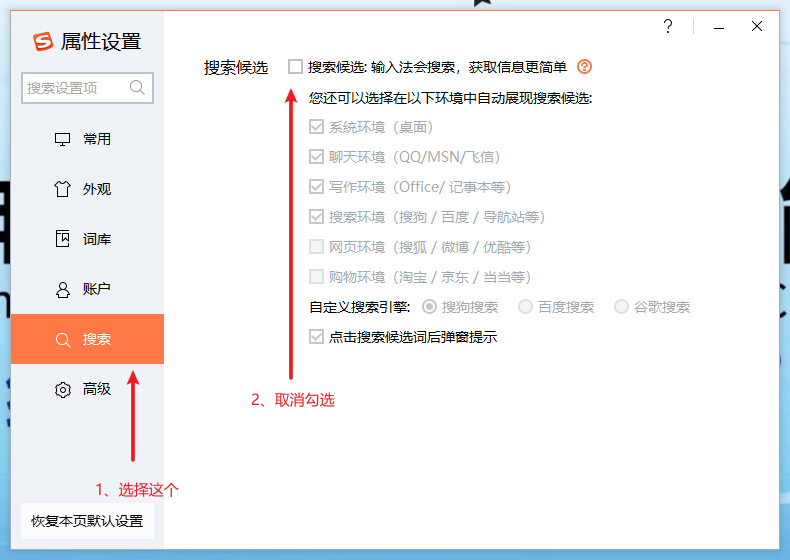 属性设置
搜索设置项
常用
外观
词库
账户
搜索
高级
恢复本页默认设置
搜索候选
搜索候选: 输入法会搜索，获取信息更简单
您还可以选择在以下环境中自动展现搜索候选:
系统环境（桌面）
聊天环境（QQ/MSN/飞信）
写作环境（Office/ 记事本等）
搜索环境（搜狗 / 百度 / 导航站等）
网页环境（搜狐 / 微博 / 优酷等）
购物环境（淘宝 / 京东 / 当当等）
自定义搜索引擎: 搜狗搜索 百度搜索 谷歌搜索
点击搜索候选词后弹窗提示
2、取消勾选
1、选择这个